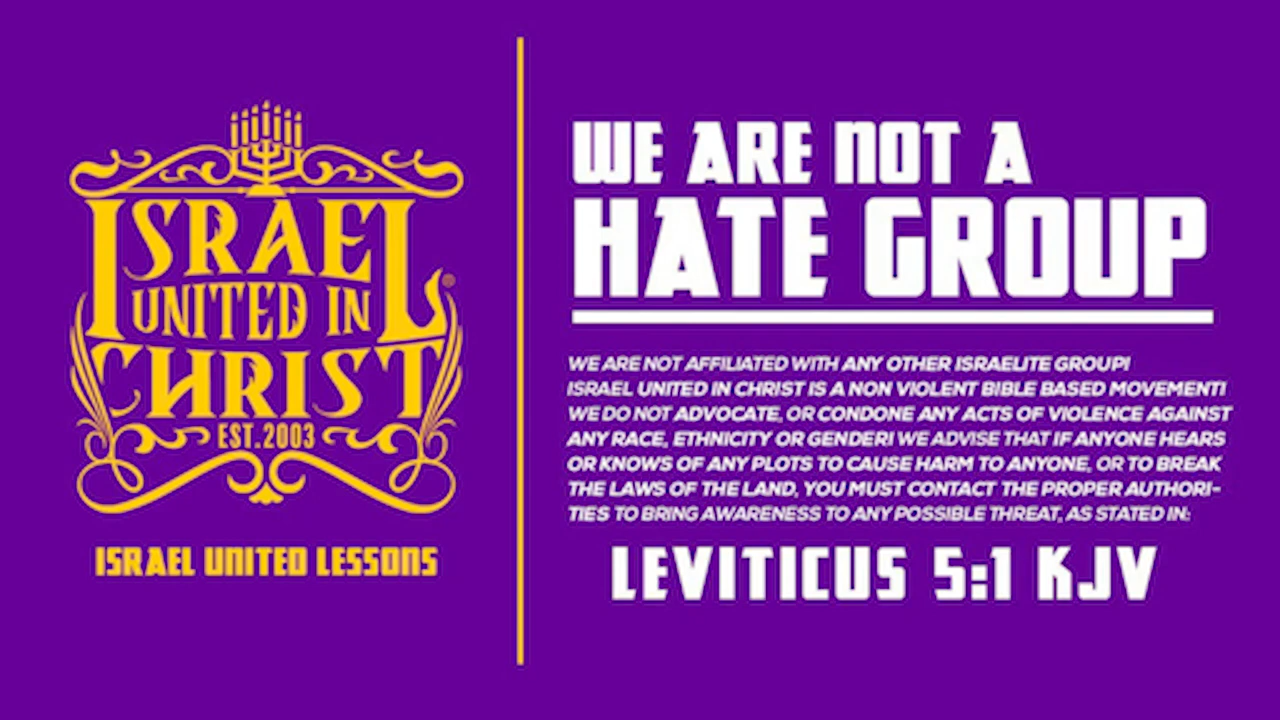 ISRAEL
UNITED IN
CHRIST
EST. 2003
ISRAEL UNITED LESSONS
WE ARE NOT A
HATE GROUP
WE ARE NOT AFFILIATED WITH ANY OTHER ISRAELITE GROUP!
ISRAEL UNITED IN CHRIST IS A NON VIOLENT BIBLE BASED MOVEMENT!
WE DO NOT ADVOCATE, OR CONDONE ANY ACTS OF VIOLENCE AGAINST
ANY RACE, ETHNICITY OR GENDER! WE ADVISE THAT IF ANYONE HEARS
OR KNOWS OF ANY PLOTS TO CAUSE HARM TO ANYONE, OR TO BREAK
THE LAWS OF THE LAND, YOU MUST CONTACT THE PROPER AUTHORI-
TIES TO BRING AWARENESS TO ANY POSSIBLE THREAT, AS STATED IN:
LEVITICUS 5:1 KJV